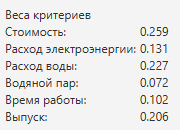 Веса критериев
Стоимость: 0.259
Расход электроэнергии: 0.131
Расход воды: 0.227
Водяной пар: 0.072
Время работы: 0.102
Выпуск: 0.206